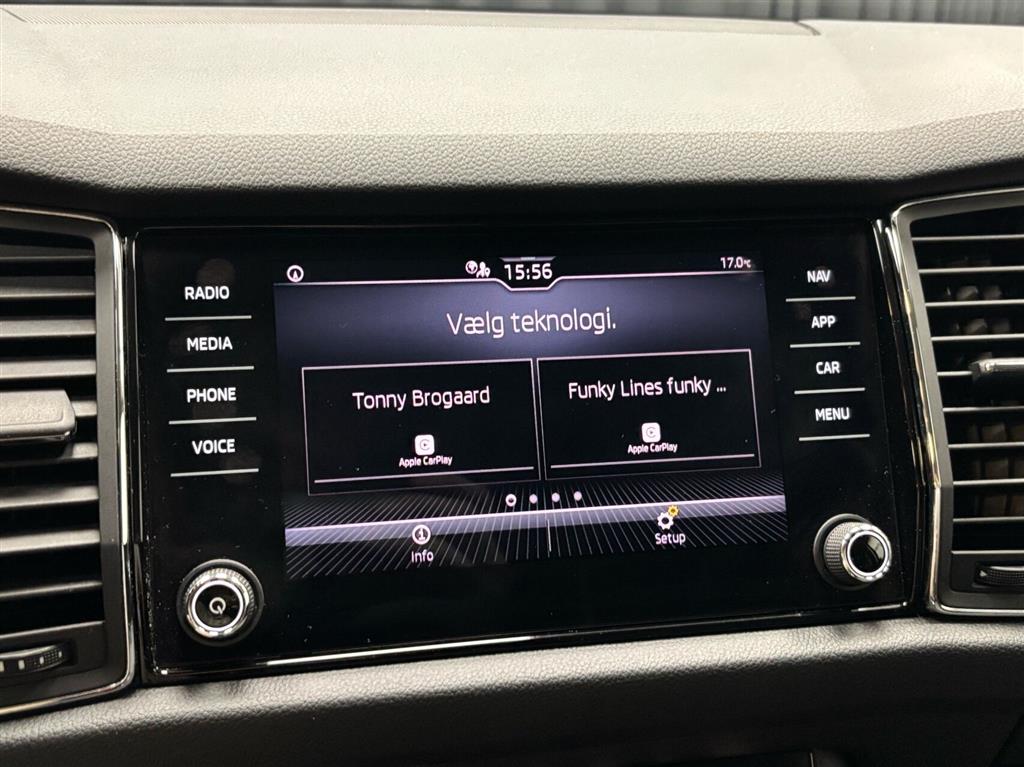 15:56
17.0°C
RADIO
MEDIA
PHONE
VOICE
Vælg teknologi.
Tonny Brogaard
Apple CarPlay
Funky Lines funky ...
Apple CarPlay
Info
Setup
NAV
APP
CAR
MENU